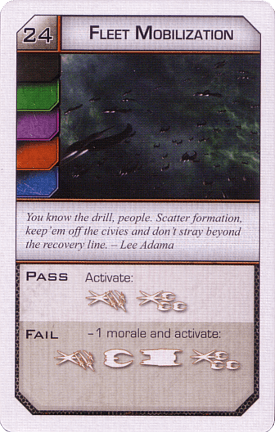 24 FLEET MOBILIZATION
You know the drill, people. Scatter formation,
keep'em off the civies and don't stray beyond
the recovery line. – Lee Adama
PASS Activate:
FAIL –1 morale and activate: